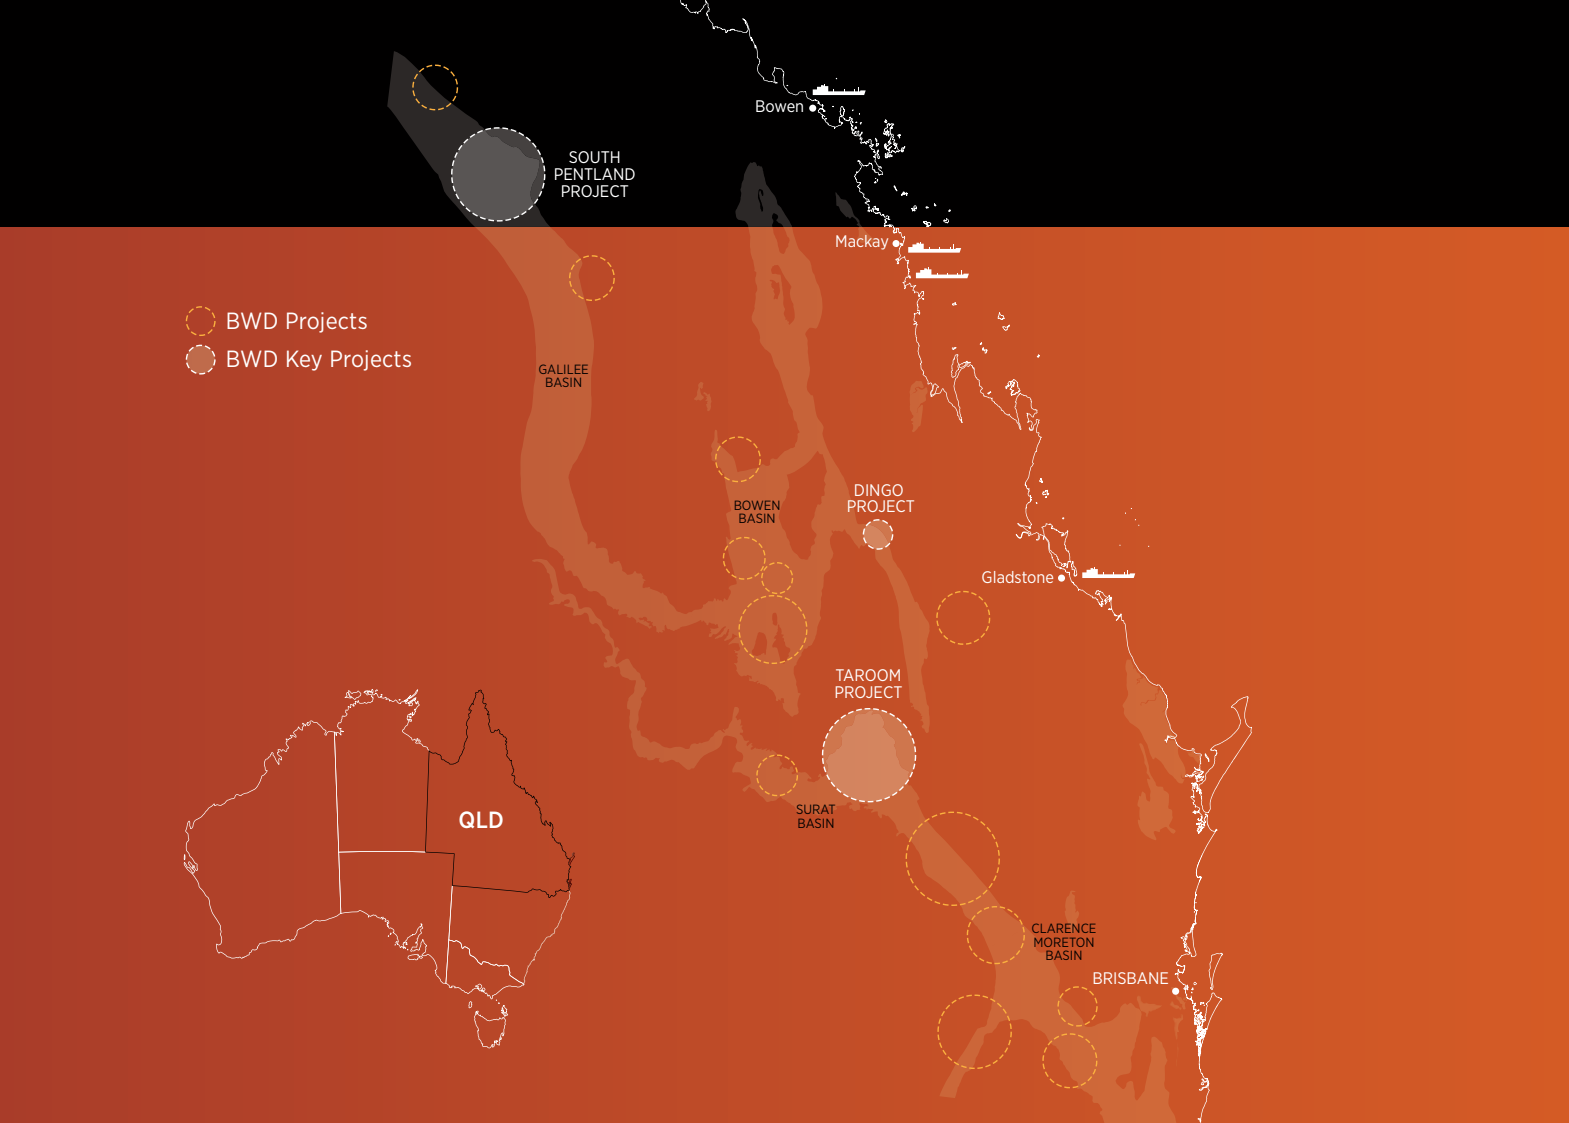 Bowen
SOUTH
PENTLAND
PROJECT
Mackay
BWD Projects
BWD Key Projects
GALILEE
BASIN
DINGO
PROJECT
BOWEN
BASIN
Gladstone
TAROOM
PROJECT
SURAT
BASIN
QLD
CLARENCE
MORETON
BASIN
BRISBANE